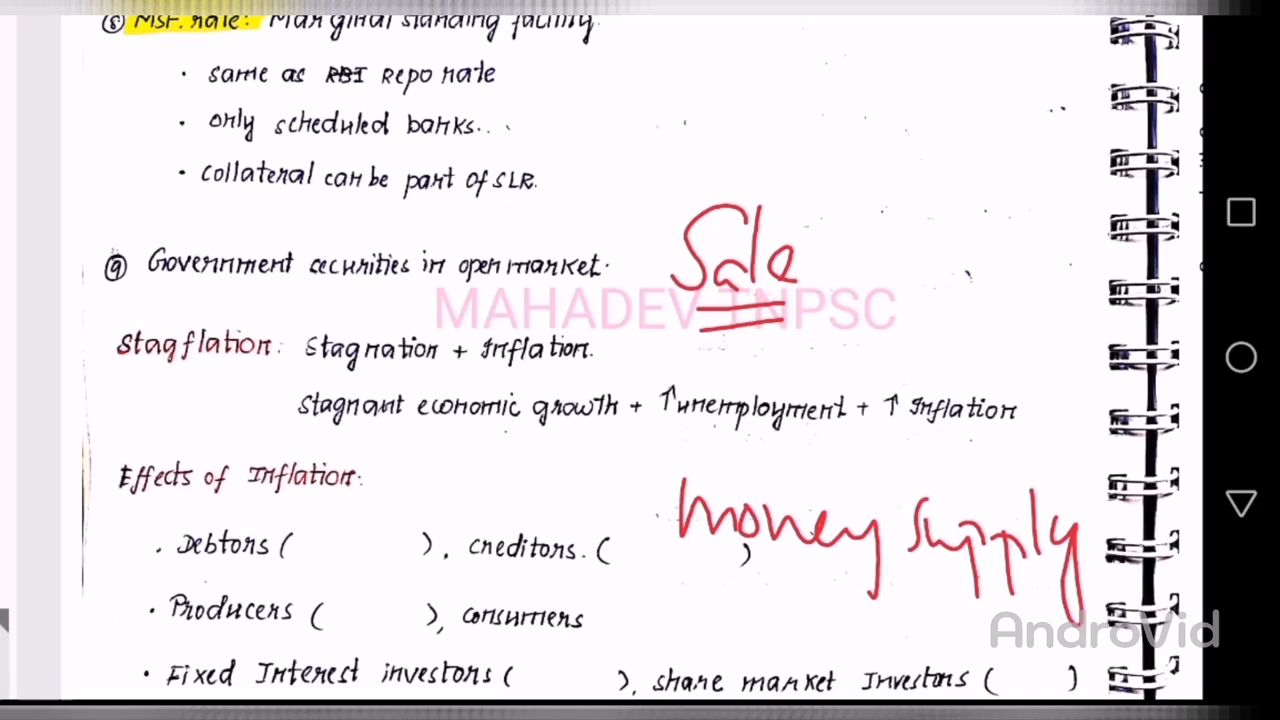 ⑧ MSF. rate: Marginal standing facility.
· same as RBI Repo rate
· only scheduled banks..
· collateral can be part of SLR.
⑨ Government securities in open market.
Sale
MAHADEV TNPSC
Stagflation: Stagnation + Inflation.
Stagnant economic growth + ↑unemployment + ↑ Inflation
Effects of Inflation:
money supply
· Debtors ( ), creditors. ( )
· Producers ( ), consumers
AndroVid
· Fixed Interest investors ( ), share market Investors ( )